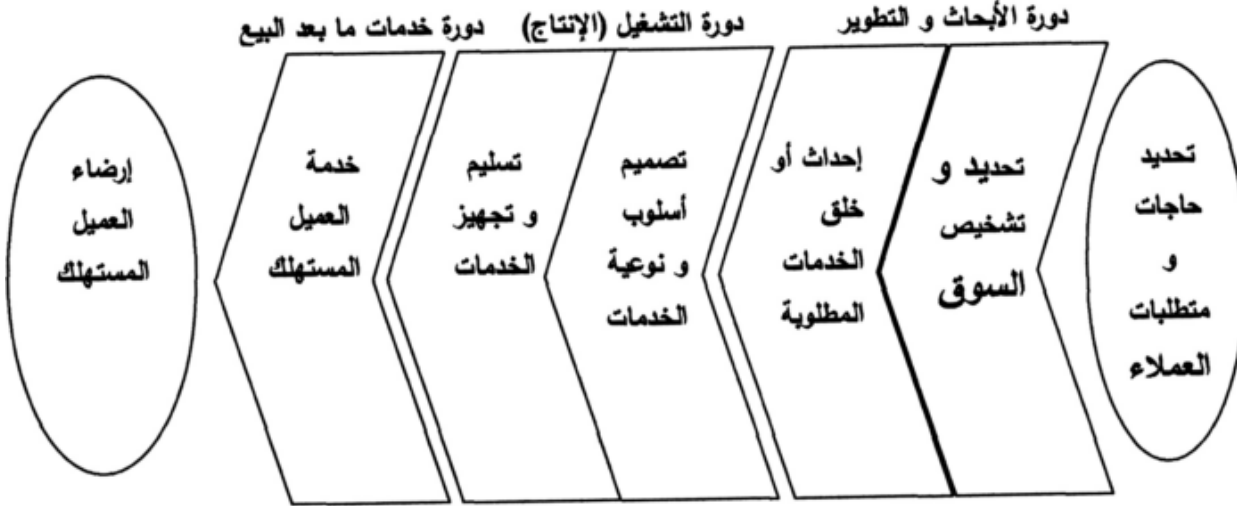 دورة الأبحاث و التطوير
دورة التشغيل (الإنتاج)
دورة خدمات ما بعد البيع
تحديد
حاجات
و
متطلبات
العملاء
تحديد و
تشخيص
السوق
إحداث أو
خلق
الخدمات
المطلوبة
تصميم
أسلوب
و نوعية
الخدمات
تسليم
و تجهيز
الخدمات
خدمة
العميل
المستهلك
إرضاء
العميل
المستهلك